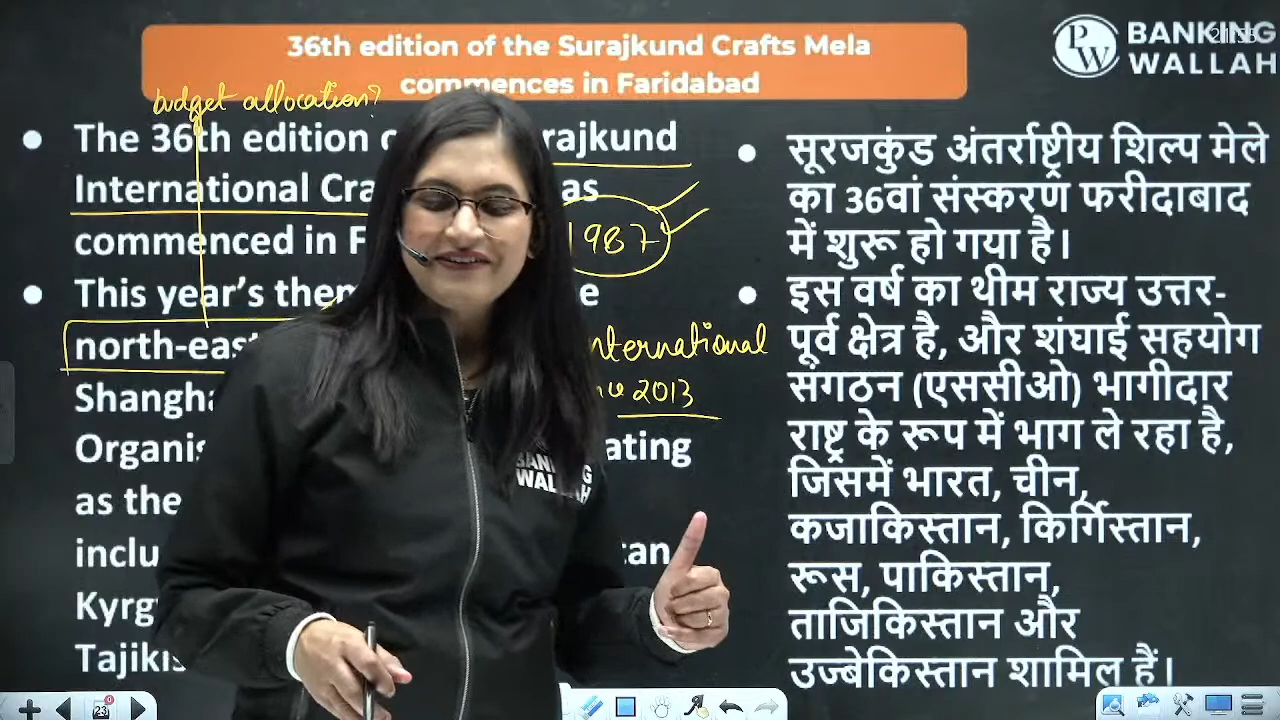 36th edition of the Surajkund Crafts Mela
commences in Faridabad
BANKING
WALLAH
PW
budget allocation?
The 36th edition
rajkund
International Cra
as
commenced in F
1987
This year's them
e
north-east
nternational
2013
Shangha
Organis
ating
as the
inclu
tan
Kyrgy
Tajikis
BANKING
WALLAH
सूरजकुंड अंतर्राष्ट्रीय शिल्प मेले
का 36वां संस्करण फरीदाबाद
में शुरू हो गया है।
इस वर्ष का थीम राज्य उत्तर-
पूर्व क्षेत्र है, और शंघाई सहयोग
संगठन (एससीओ) भागीदार
राष्ट्र के रूप में भाग ले रहा है,
जिसमें भारत, चीन,
कजाकिस्तान, किर्गिस्तान,
रूस, पाकिस्तान,
ताजिकिस्तान और
उज्बेकिस्तान शामिल हैं।
23